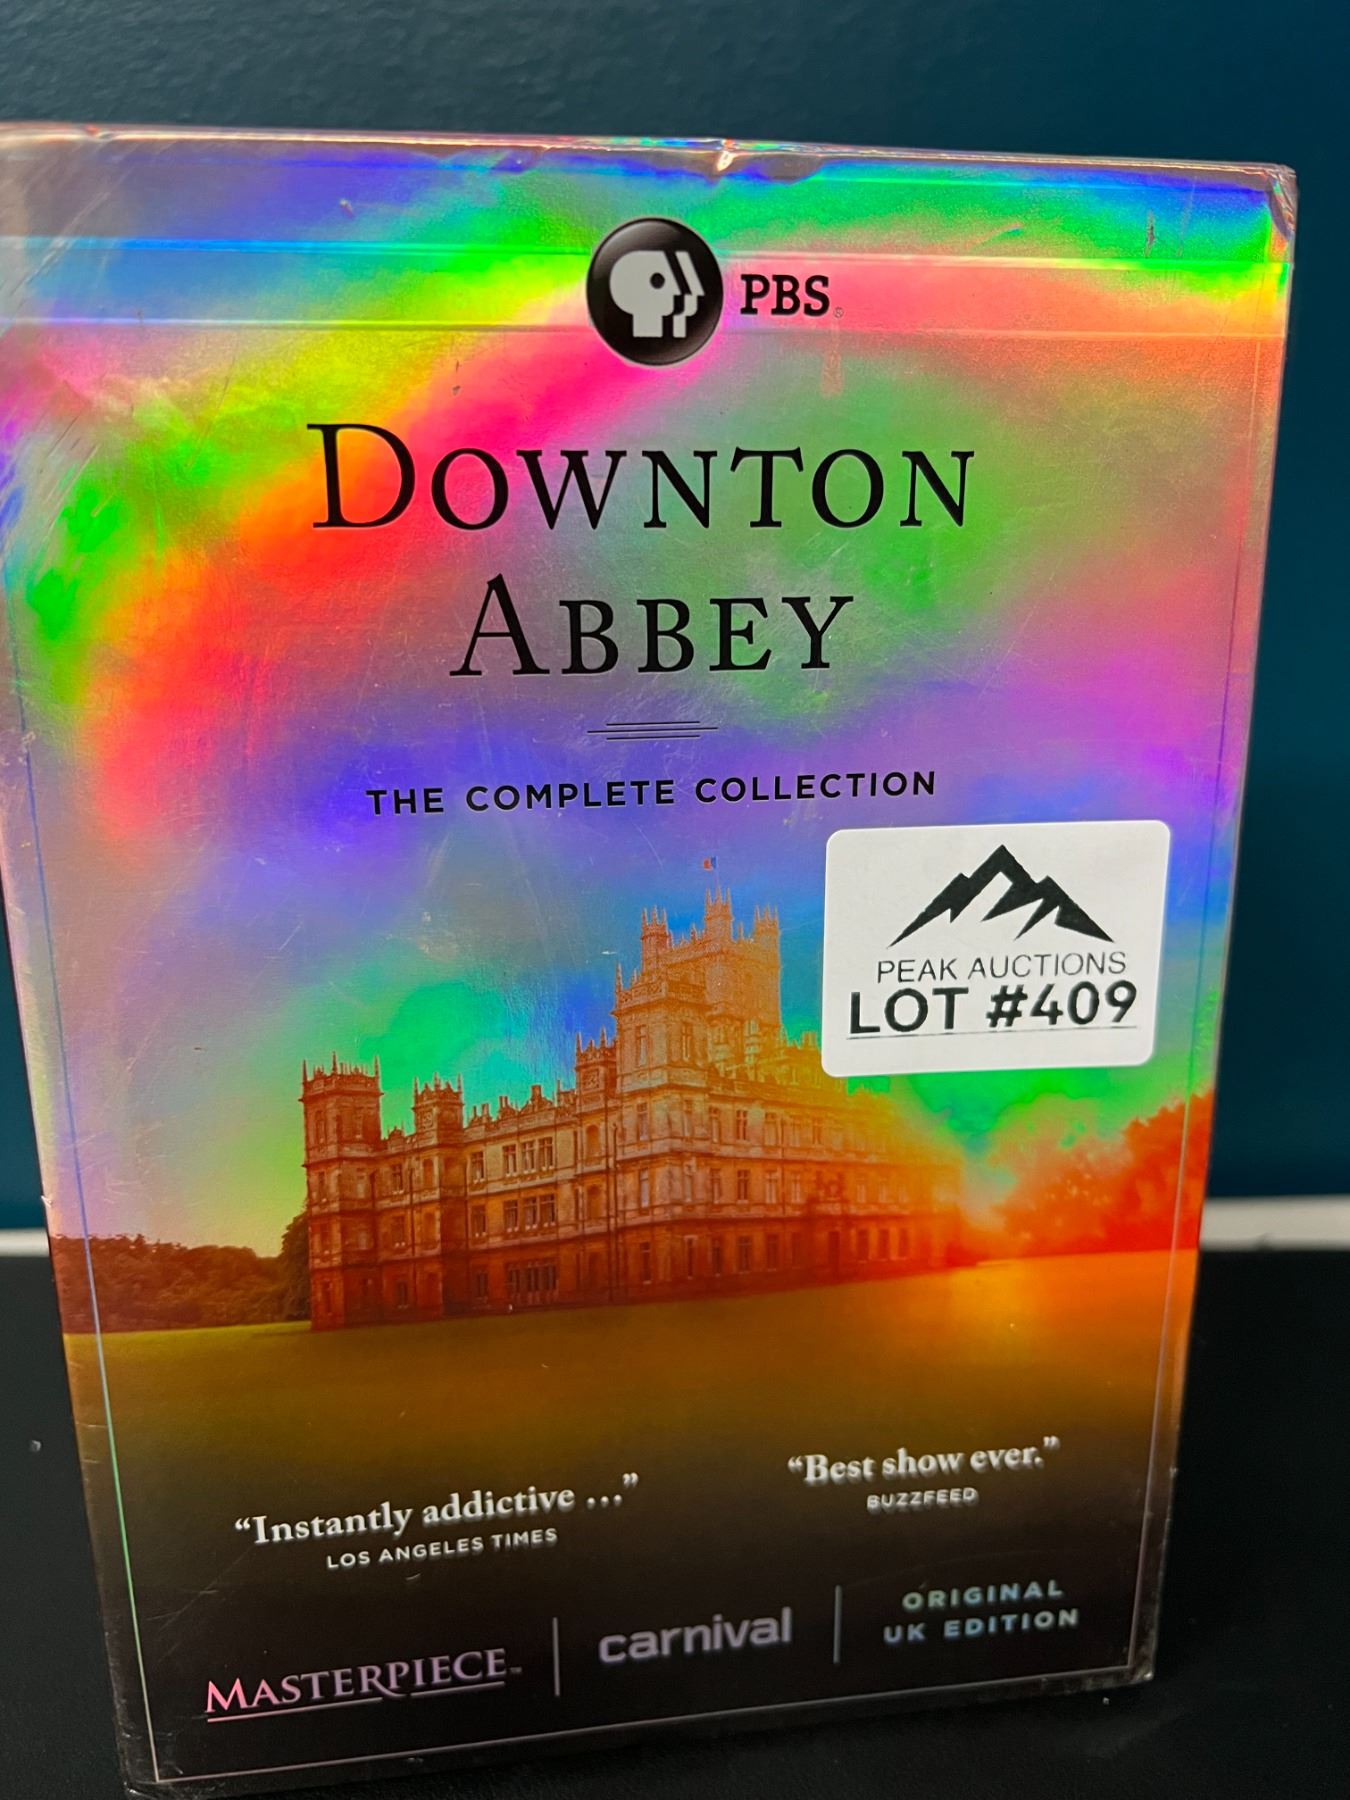 PBS®
DOWNTON
ABBEY
THE COMPLETE COLLECTION
PEAK AUCTIONS
LOT #409
“Instantly addictive ...”
LOS ANGELES TIMES
“Best show ever.”
BUZZFEED
MASTERPIECE™
carnival
ORIGINAL
UK EDITION